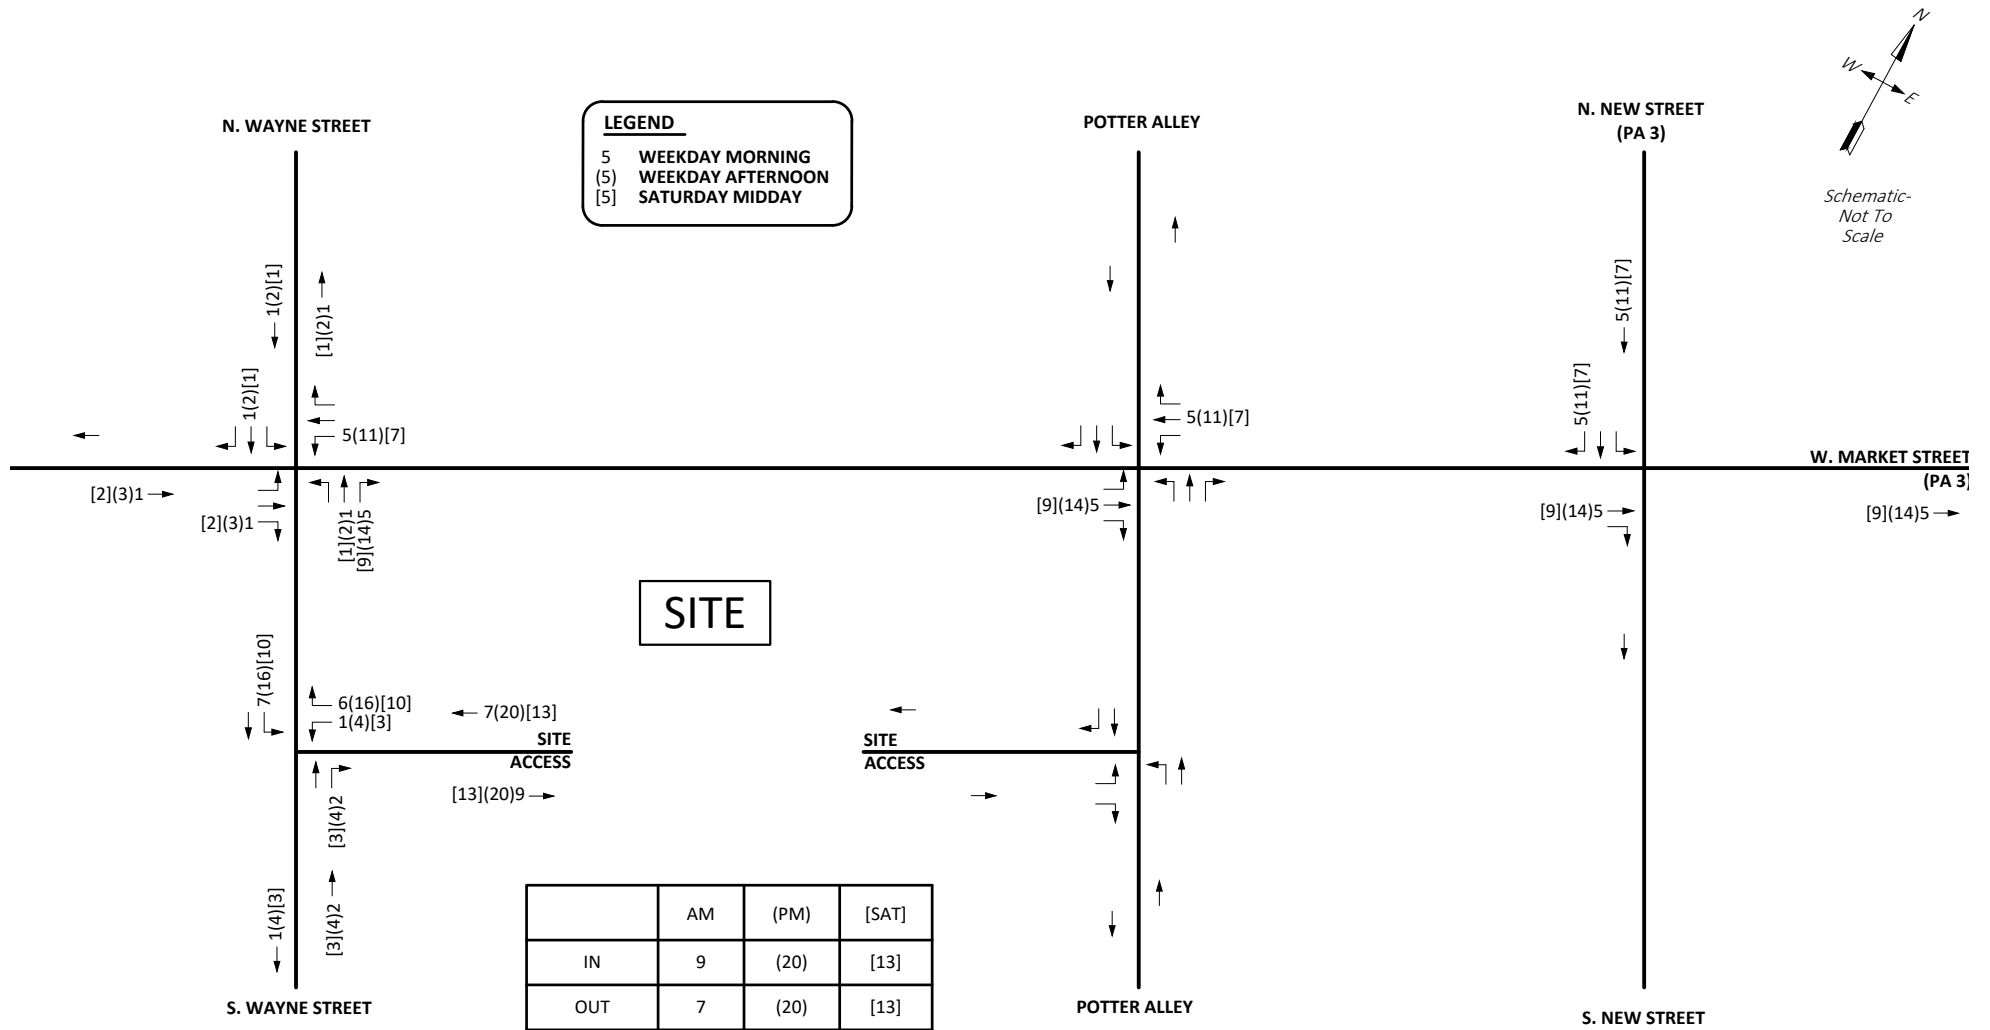 N
W
E
Schematic-
Not To
Scale
N. WAYNE STREET
LEGEND
5 WEEKDAY MORNING
(5) WEEKDAY AFTERNOON
[5] SATURDAY MIDDAY
POTTER ALLEY
N. NEW STREET
(PA 3)
1(2)[1]
[1](2)1
5(11)[7]
1(2)[1]
5(11)[7]
5(11)[7]
5(11)[7]
W. MARKET STREET
(PA 3)
[2](3)1
[2](3)1
[1](2)1
[9](14)5
[9](14)5
[9](14)5
[9](14)5
SITE
7(16)[10]
6(16)[10]
1(4)[3]
7(20)[13]
SITE
ACCESS
SITE
ACCESS
[13](20)9
[3](4)2
1(4)[3]
[3](4)2
AM (PM) [SAT]
IN 9 (20) [13]
OUT 7 (20) [13]
S. WAYNE STREET
POTTER ALLEY
S. NEW STREET